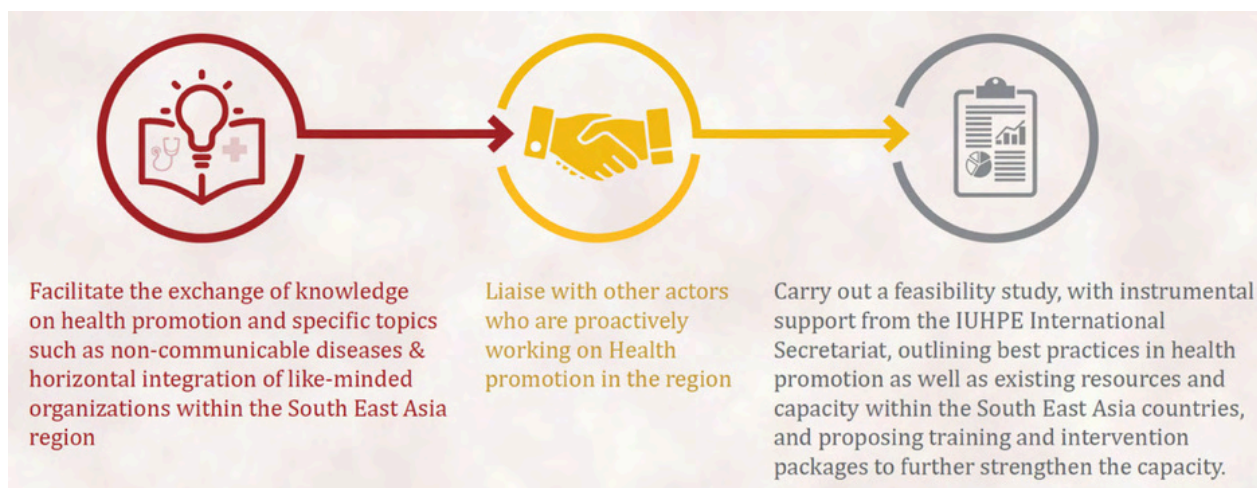 Facilitate the exchange of knowledge
on health promotion and specific topics
such as non-communicable diseases &
horizontal integration of like-minded
organizations within the South East Asia
region
Liaise with other actors
who are proactively
working on Health
promotion in the region
Carry out a feasibility study, with instrumental
support from the IUHPE International
Secretariat, outlining best practices in health
promotion as well as existing resources and
capacity within the South East Asia countries,
and proposing training and intervention
packages to further strengthen the capacity.